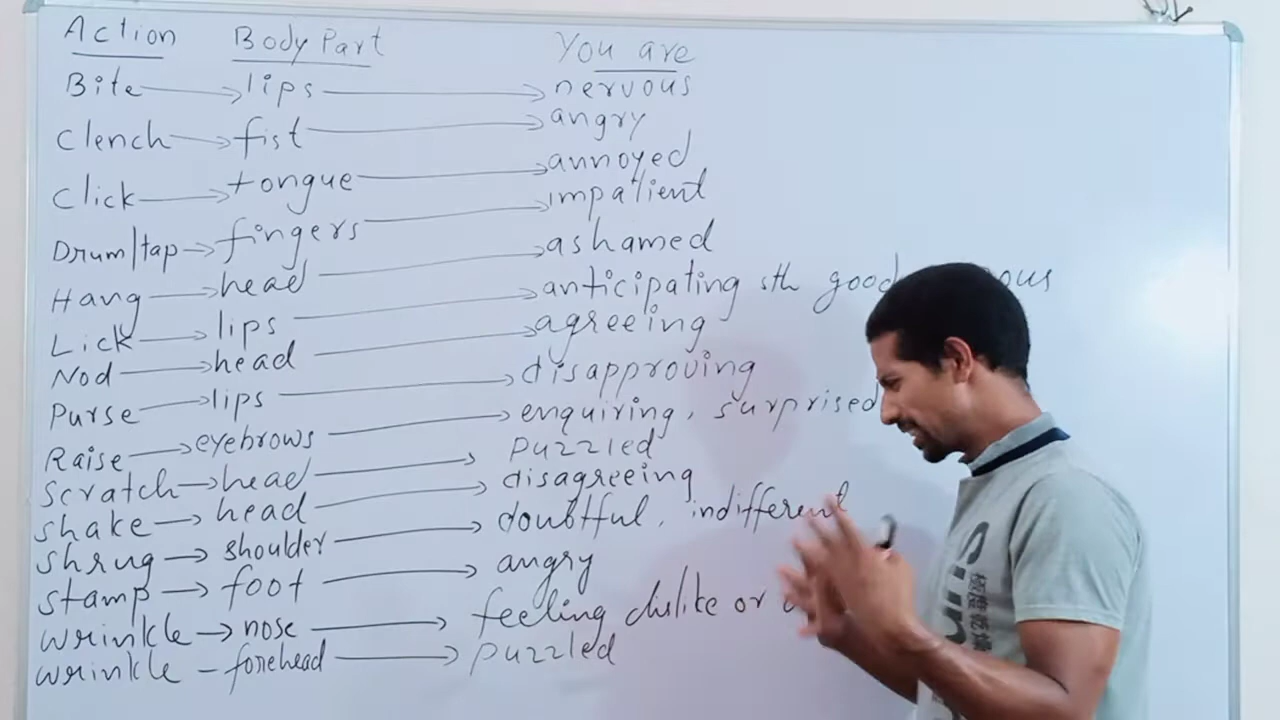 Action Body Part You are
Bite lips nervous
Clench fist angry
Click tongue annoyed
Drum/tap fingers impatient
Hang head ashamed
Lick lips anticipating sth good
Nod head agreeing
Purse lips disapproving
Raise eyebrows enquiring, surprised
Scratch head puzzled
shake head disagreeing
shrug shoulder doubtful, indifferent
stamp foot angry
wrinkle nose feeling dislike or
wrinkle - forehead puzzled